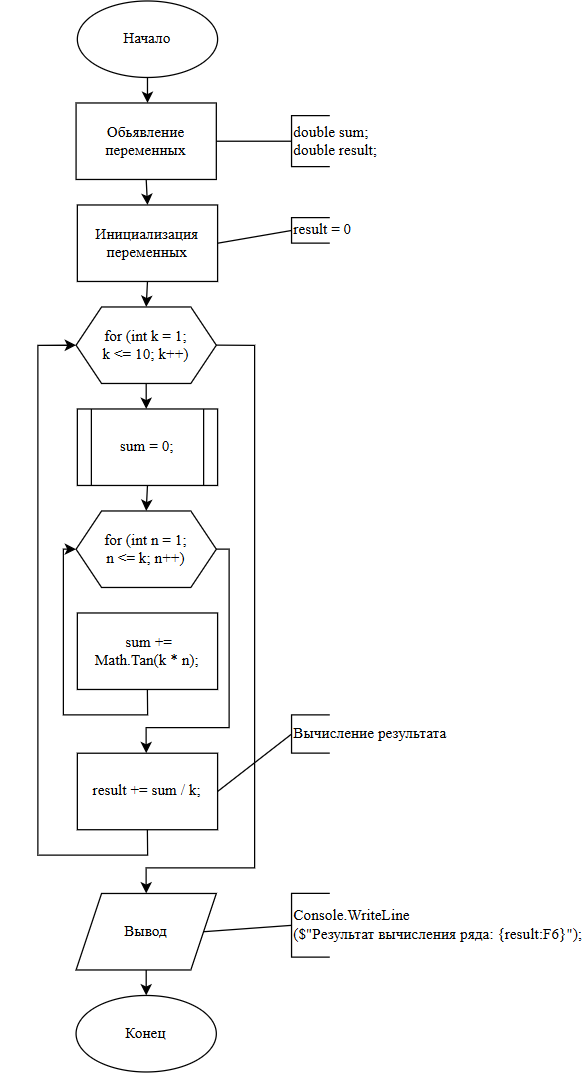 Начало
Обьявление
переменных
double sum;
double result;
Инициализация
переменных
result = 0
for (int k = 1;
k <= 10; k++)
sum = 0;
for (int n = 1;
n <= k; n++)
sum +=
Math.Tan(k * n);
Вычисление результата
result += sum / k;
Вывод
Console.WriteLine
($"Результат вычисления ряда: {result:F6}");
Конец